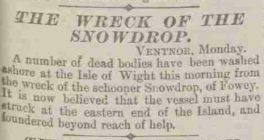 THE WRECK OF THE
SNOWDROP.
VENTNOR, Monday.
A number of dead bodies have been washed
ashore at the Isle of Wight this morning from
the wreck of the schooner Snowdrop, of Fowey.
It is now believed that the vessel must have
struck at the eastern end of the Island, and
foundered beyond reach of help.